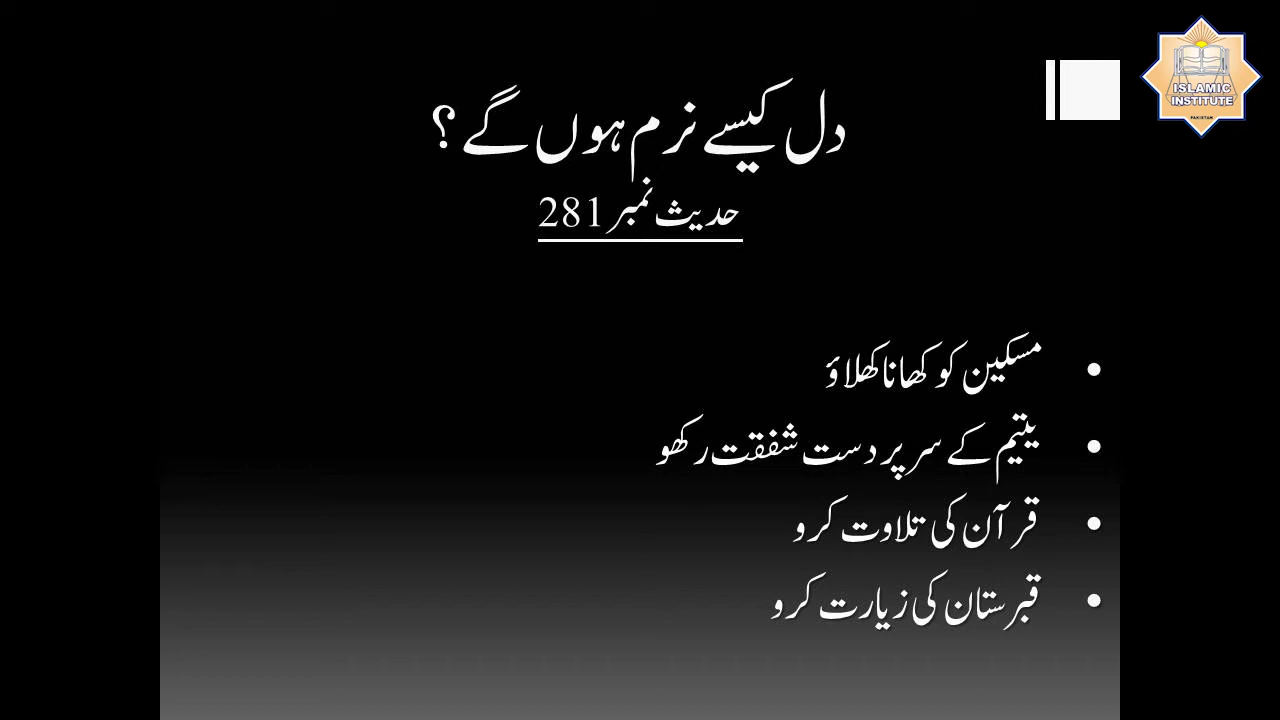 ISLAMIC
INSTITUTE
PAKISTAN
دل کیسے نرم ہوں گے ؟
حدیث نمبر 281
• مسکین کو کھانا کھلاؤ
• یتیم کے سر پر دست شفقت رکھو
• قرآن کی تلاوت کرو
• قبرستان کی زیارت کرو